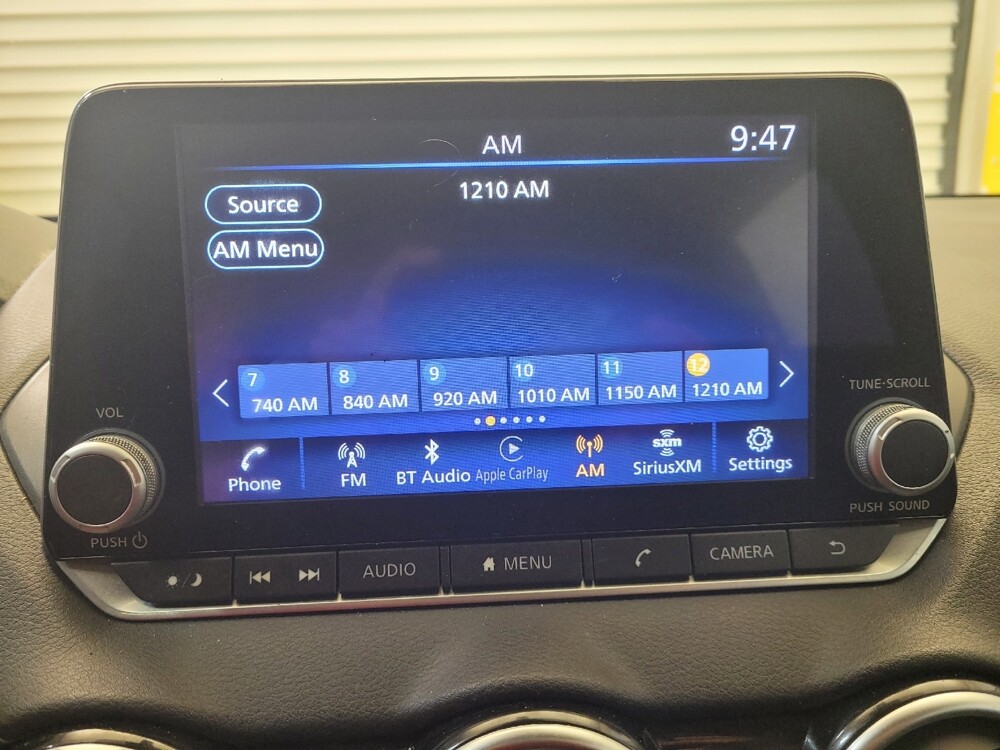 AM
9:47
1210 AM
Source
AM Menu
7
740 AM
8
840 AM
9
920 AM
10
1010 AM
11
1150 AM
12
1210 AM
Phone
FM
BT Audio
Apple CarPlay
AM
sxm
SiriusXM
Settings
VOL
PUSH
TUNE·SCROLL
PUSH SOUND
AUDIO
MENU
CAMERA